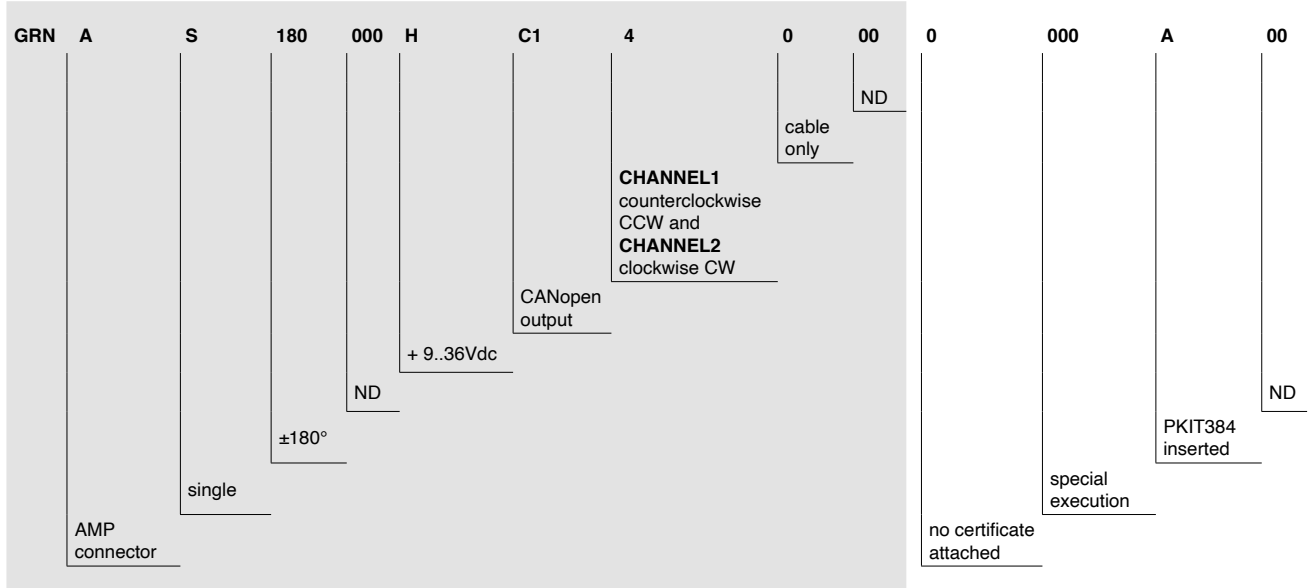 GRN A S 180 000 H C1 4 0 00 0 000 A 00
ND
cable
only
CHANNEL1
counterclockwise
CCW and
CHANNEL2
clockwise CW
CANopen
output
+ 9..36Vdc
ND
ND
±180°
PKIT384
inserted
single
special
execution
AMP
connector
no certificate
attached